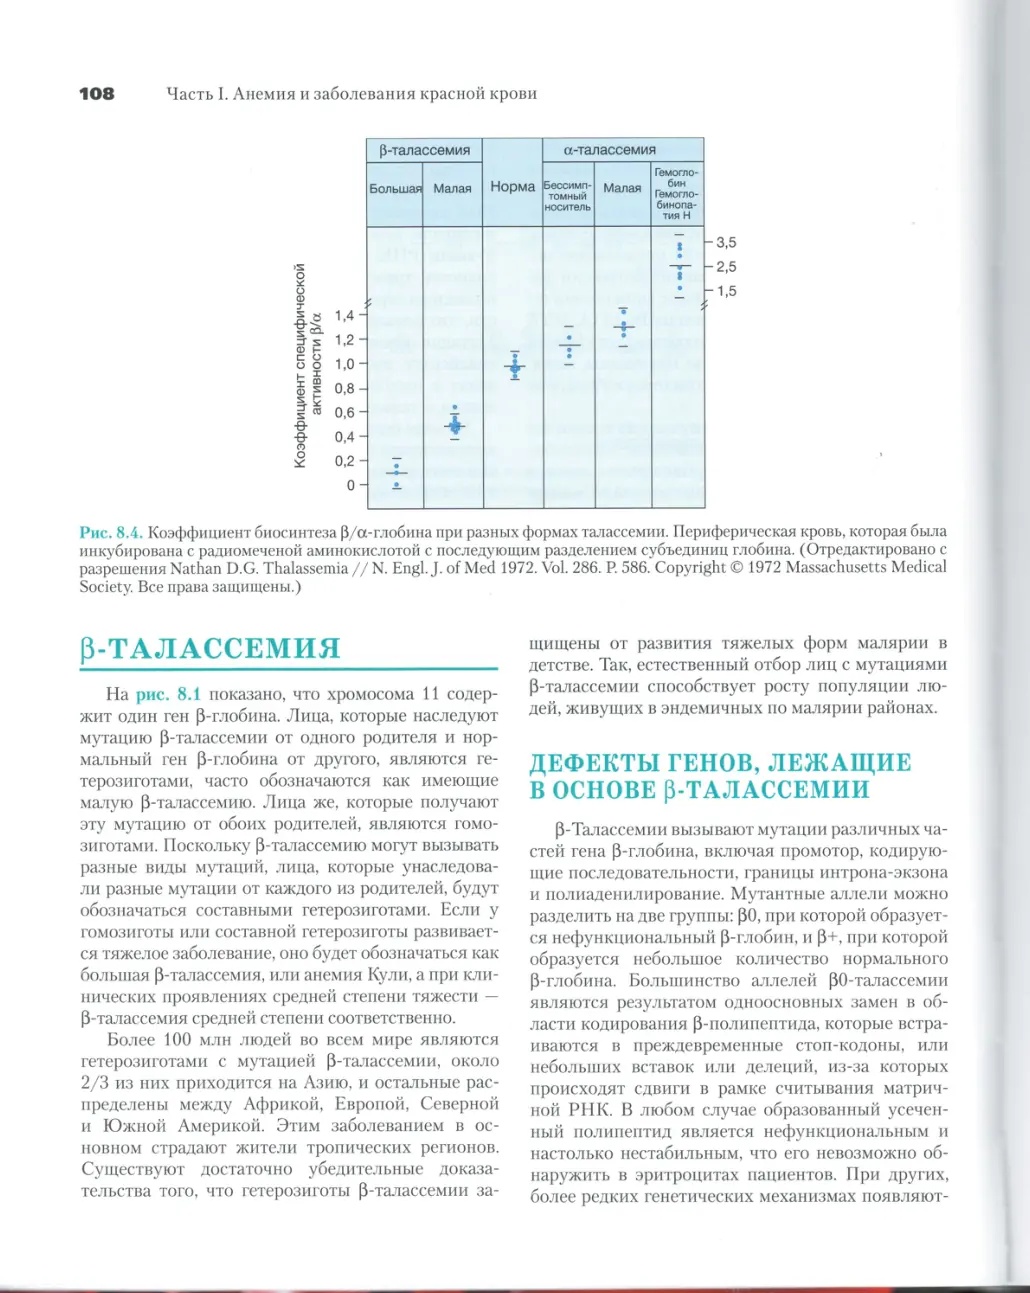 108 Часть I. Анемия и заболевания красной крови
β-талассемия
α-талассемия
Большая
Малая
Норма
Бессимп-
томный
носитель
Малая
Гемогло-
бин
Гемогло-
бинопа-
тия Н
3,5
2,5
1,5
Коэффициент специфической
активности β/α
1,4
1,2
1,0
0,8
0,6
0,4
0,2
0
Рис. 8.4. Коэффициент биосинтеза β/α-глобина при разных формах талассемии. Периферическая кровь, которая была
инкубирована с радиомеченой аминокислотой с последующим разделением субъединиц глобина. (Отредактировано с
разрешения Nathan D.G. Thalassemia // N. Engl. J. of Med 1972. Vol. 286. P. 586. Copyright © 1972 Massachusetts Medical
Society. Все права защищены.)
β-ТАЛАССЕМИЯ
На рис. 8.1 показано, что хромосома 11 содер-
жит один ген β-глобина. Лица, которые наследуют
мутацию β-талассемии от одного родителя и нор-
мальный ген β-глобина от другого, являются ге-
терозиготами, часто обозначаются как имеющие
малую β-талассемию. Лица же, которые получают
эту мутацию от обоих родителей, являются гомо-
зиготами. Поскольку β-талассемию могут вызывать
разные виды мутаций, лица, которые унаследова-
ли разные мутации от каждого из родителей, будут
обозначаться составными гетерозиготами. Если у
гомозиготы или составной гетерозиготы развивает-
ся тяжелое заболевание, оно будет обозначаться как
большая β-талассемия, или анемия Кули, а при кли-
нических проявлениях средней степени тяжести —
β-талассемия средней степени соответственно.
Более 100 млн людей во всем мире являются
гетерозиготами с мутацией β-талассемии, около
2/3 из них приходится на Азию, и остальные рас-
пределены между Африкой, Европой, Северной
и Южной Америкой. Этим заболеванием в ос-
новном страдают жители тропических регионов.
Существуют достаточно убедительные доказа-
тельства того, что гетерозиготы β-талассемии за-
щищены от развития тяжелых форм малярии в
детстве. Так, естественный отбор лиц с мутациями
β-талассемии способствует росту популяции лю-
дей, живущих в эндемичных по малярии районах.
ДЕФЕКТЫ ГЕНОВ, ЛЕЖАЩИЕ
В ОСНОВЕ β-ТАЛАССЕМИИ
β-Талассемии вызывают мутации различных ча-
стей гена β-глобина, включая промотор, кодирую-
щие последовательности, границы интрона-экзона
и полиаденилирование. Мутантные аллели можно
разделить на две группы: β0, при которой образует-
ся нефункциональный β-глобин, и β+, при которой
образуется небольшое количество нормального
β-глобина. Большинство аллелей β0-талассемии
являются результатом одноосновных замен в об-
ласти кодирования β-полипептида, которые встра-
иваются в преждевременные стоп-кодоны, или
небольших вставок или делеций, из-за которых
происходят сдвиги в рамке считывания матрич-
ной РНК. В любом случае образованный усечен-
ный полипептид является нефункциональным и
настолько нестабильным, что его невозможно об-
наружить в эритроцитах пациентов. При других,
более редких генетических механизмах появляют-